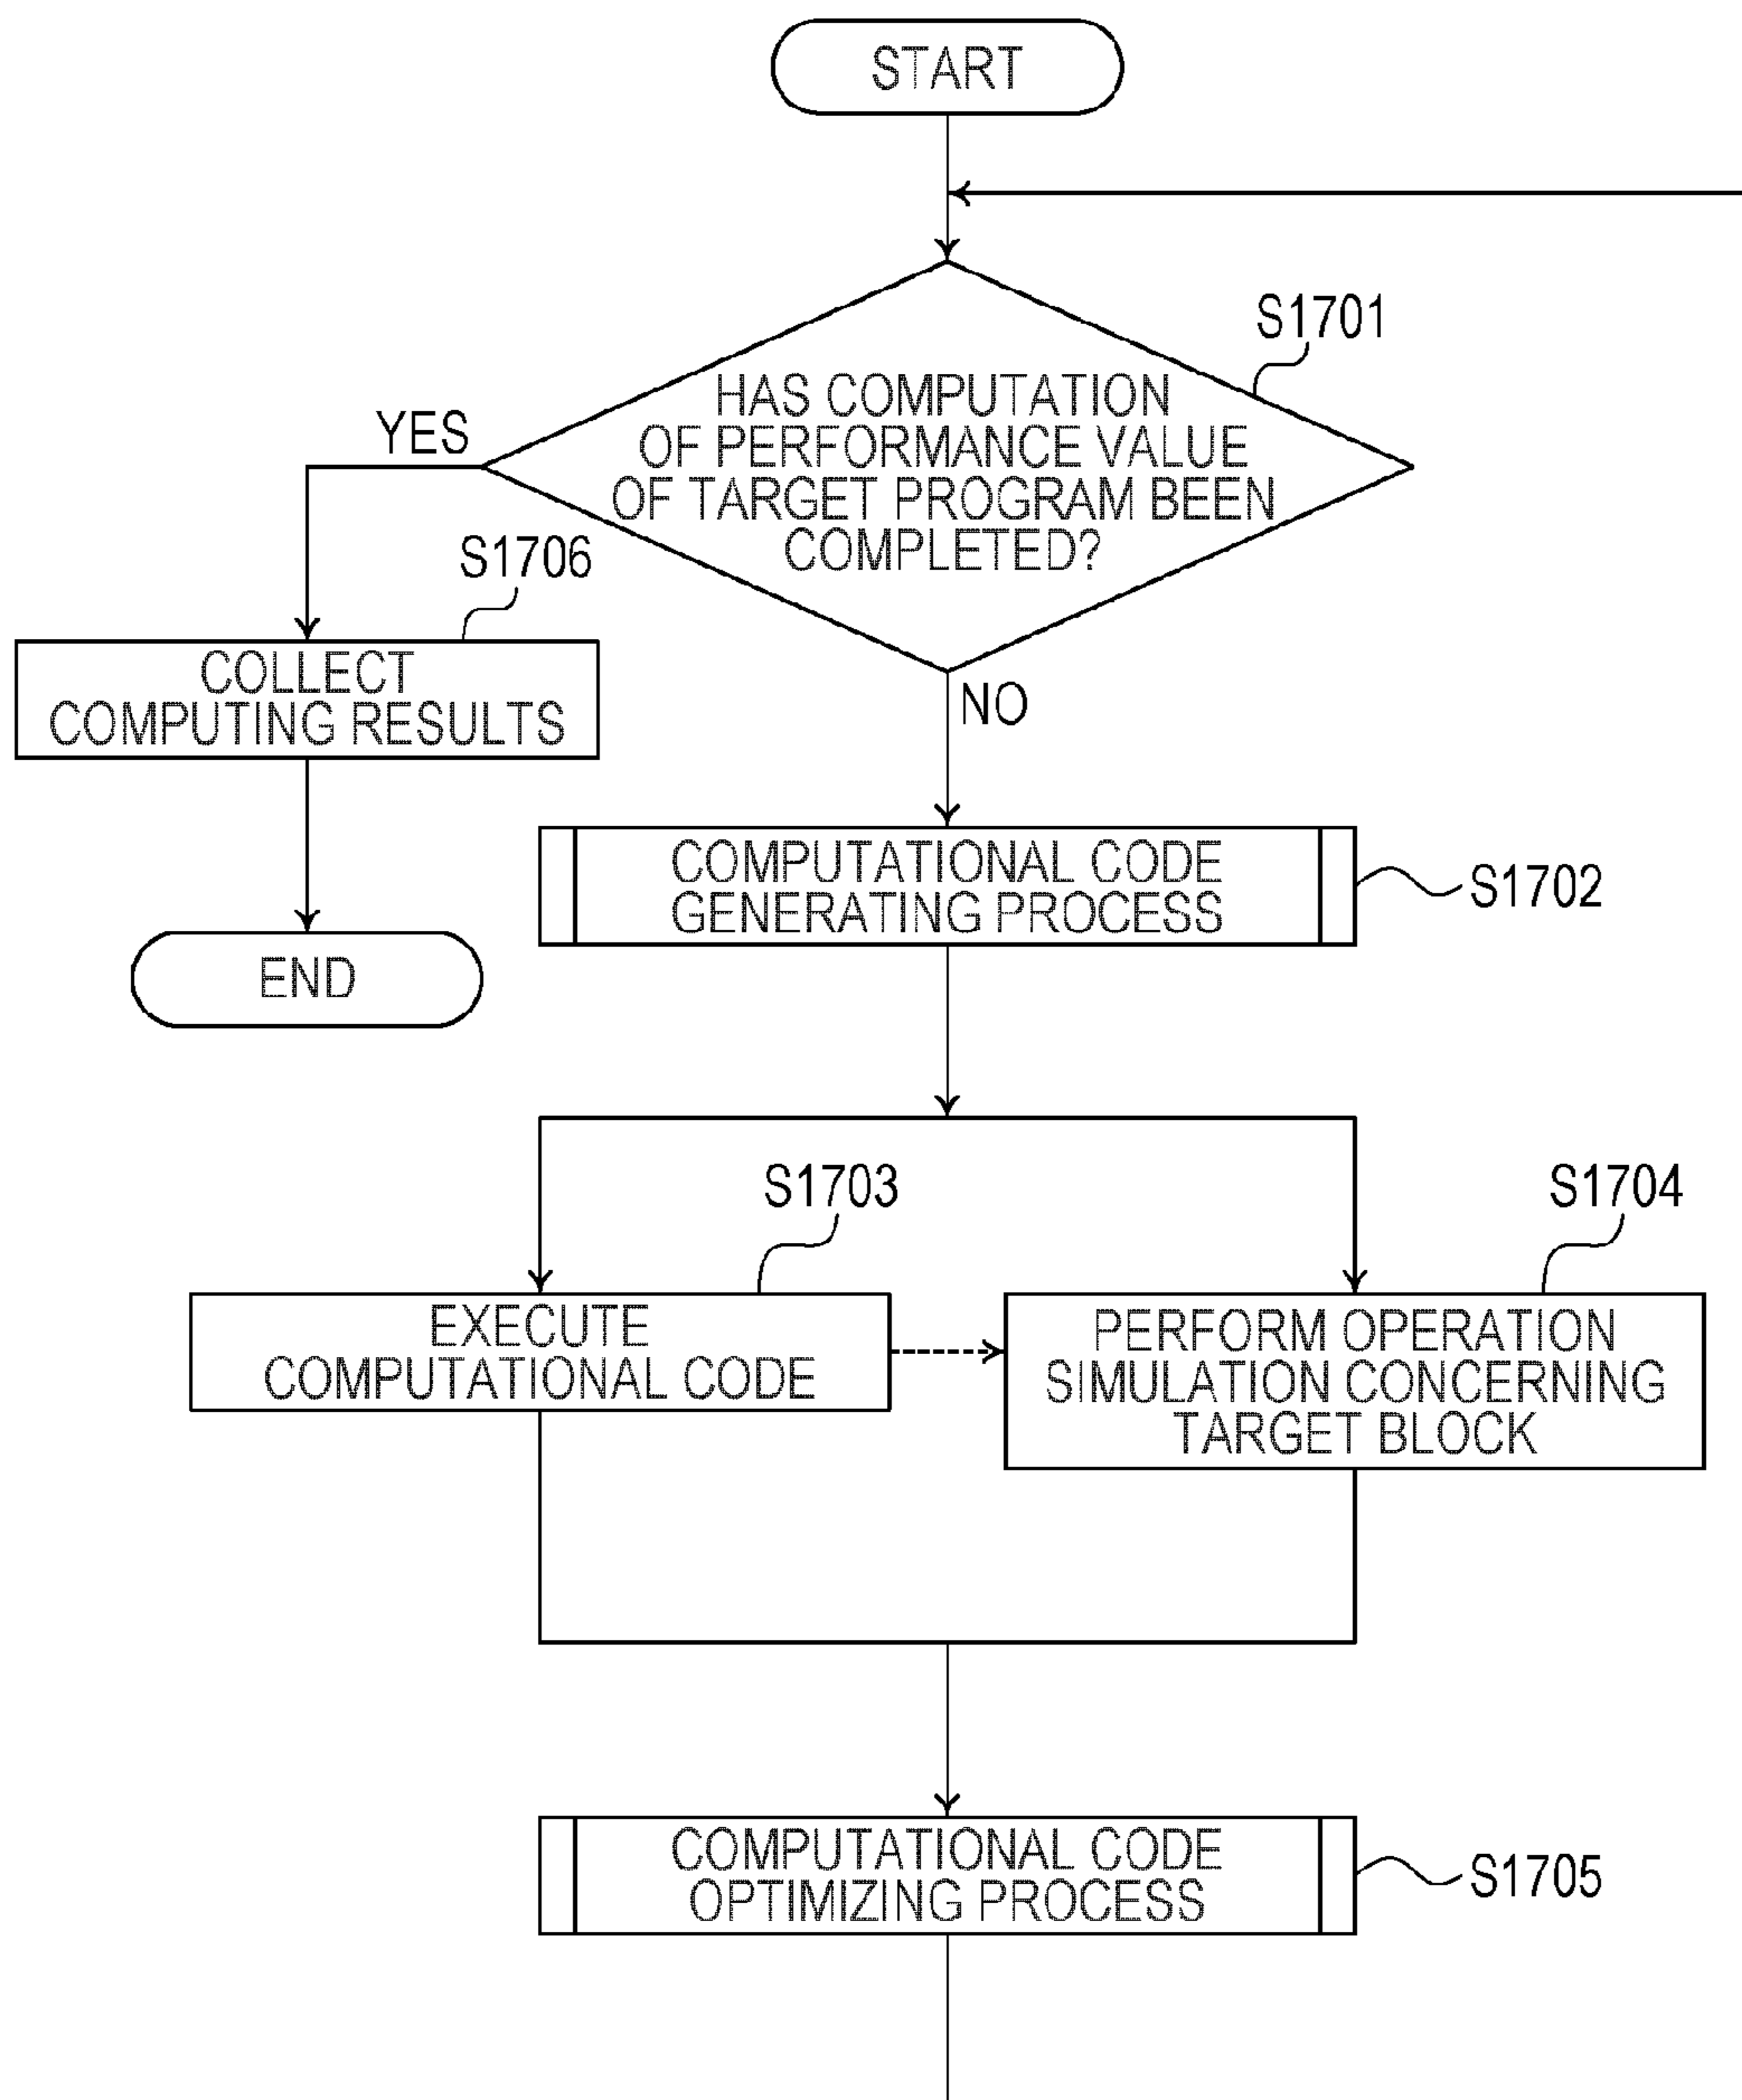 START
S1701
HAS COMPUTATION
OF PERFORMANCE VALUE
OF TARGET PROGRAM BEEN
COMPLETED?
YES
NO
S1706
COLLECT
COMPUTING RESULTS
END
COMPUTATIONAL CODE
GENERATING PROCESS
S1702
S1703
EXECUTE
COMPUTATIONAL CODE
S1704
PERFORM OPERATION
SIMULATION CONCERNING
TARGET BLOCK
COMPUTATIONAL CODE
OPTIMIZING PROCESS
S1705